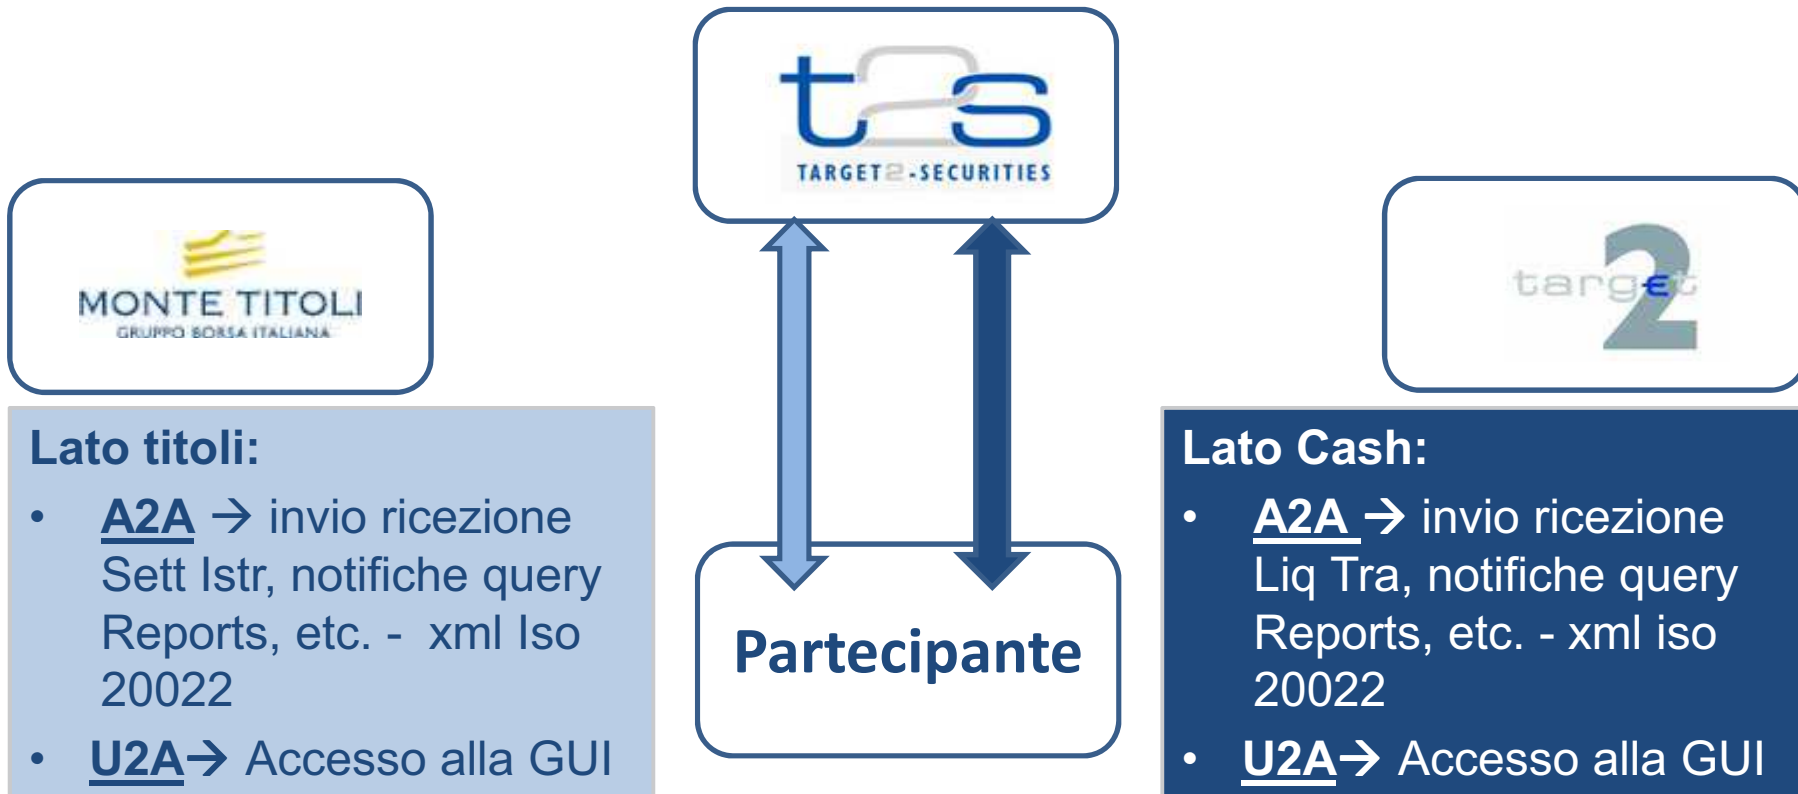 t2s
TARGET2-SECURITIES
MONTE TITOLI
GRUPPO BORSA ITALIANA
target
2
Lato titoli:
• A2A → invio ricezione
Sett Istr, notifiche query
Reports, etc. - xml Iso
20022
• U2A→ Accesso alla GUI
Partecipante
Lato Cash:
• A2A → invio ricezione
Liq Tra, notifiche query
Reports, etc. - xml iso
20022
• U2A→ Accesso alla GUI